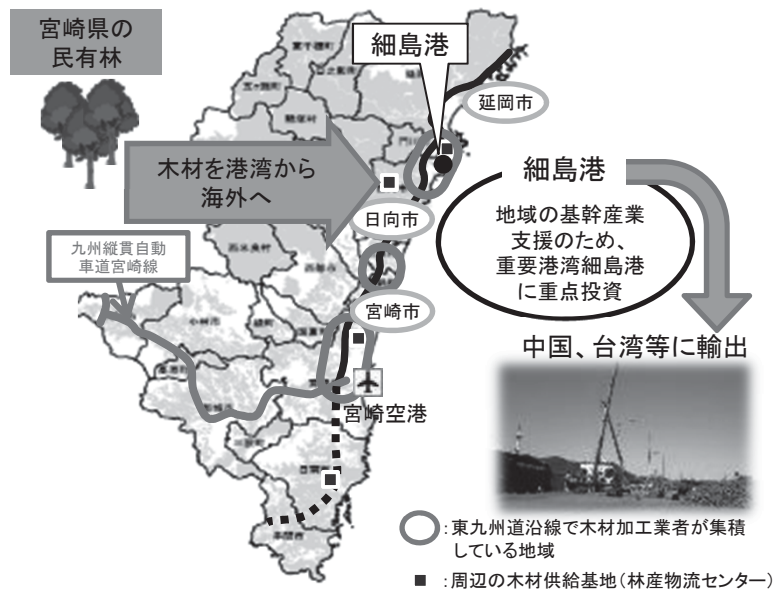 宮崎県の
民有林
細島港
延岡市
木材を港湾から
海外へ
日向市
細島港
地域の基幹産業
支援のため、
重要港湾細島港
に重点投資
九州縦貫自動
車道宮崎線
宮崎市
中国、台湾等に輸出
宮崎空港
:東九州道沿線で木材加工業者が集積
している地域
:周辺の木材供給基地(林産物流センター)